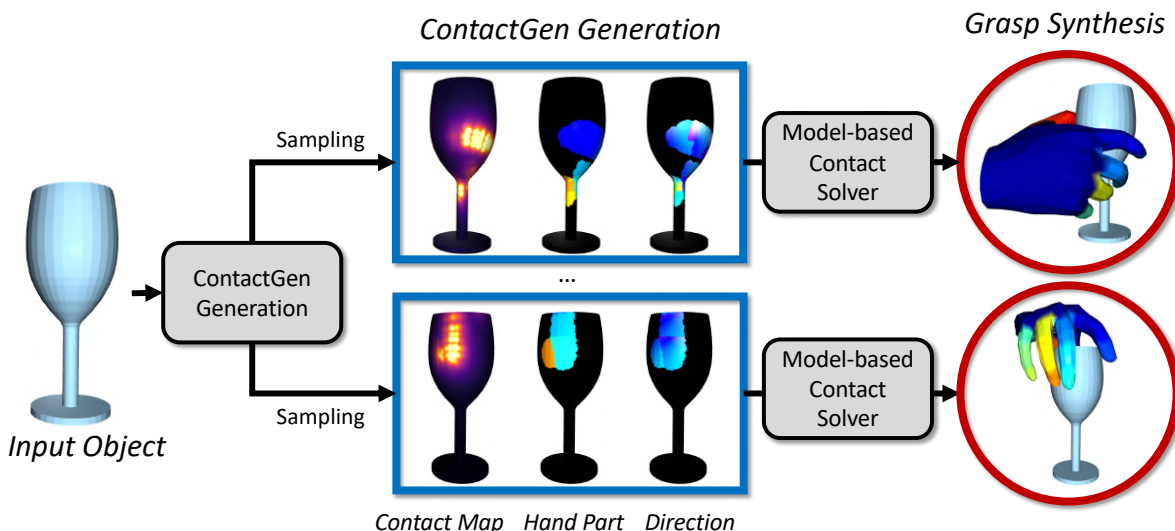 ContactGen Generation
Grasp Synthesis
Sampling
Model-based
Contact
Solver
ContactGen
Generation
...
Sampling
Model-based
Contact
Solver
Input Object
Contact Map Hand Part Direction